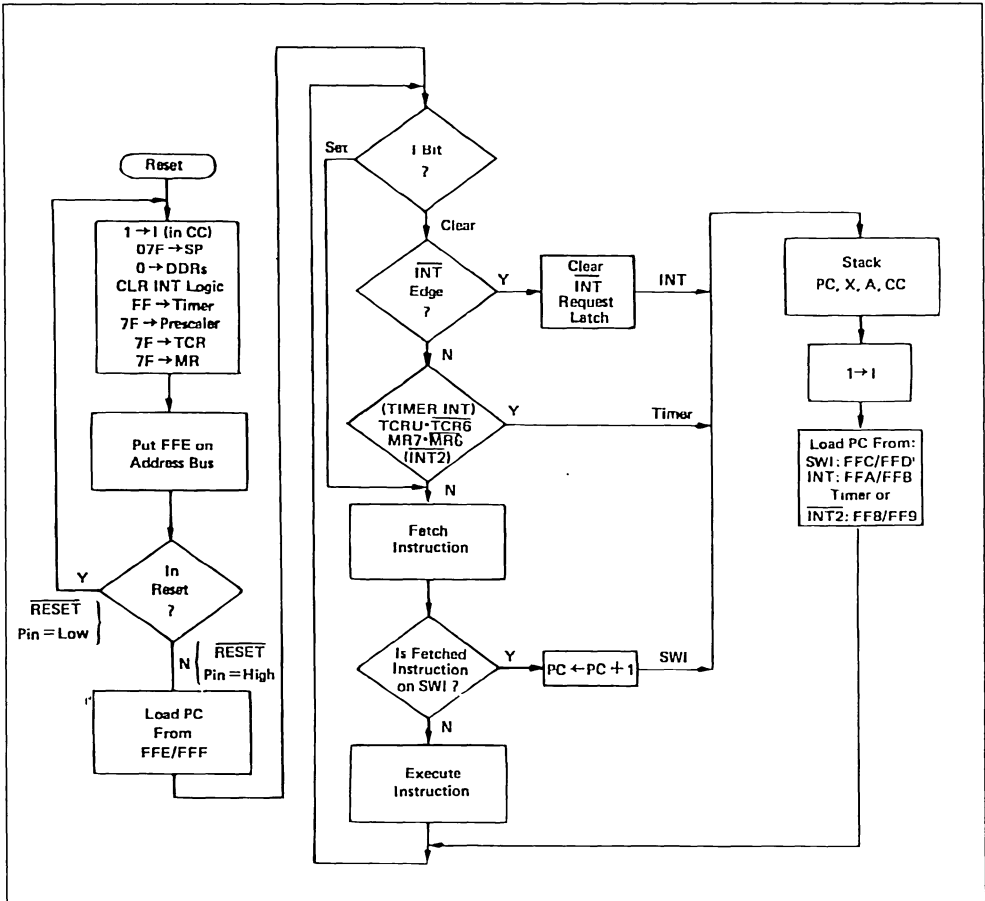 Reset
1→I (in CC)
07F→SP
0→DDRs
CLR INT Logic
FF→Timer
7F→Prescaler
7F→TCR
7F→MR
Put FFE on
Address Bus
In
Reset
?
Y
RESET
Pin=Low
N
RESET
Pin=High
Load PC
From
FFE/FFF
I Bit
?
Set
Clear
INT
Edge
?
Y
Clear
INT
Request
Latch
INT
N
(TIMER INT)
TCRU·TCR6
MR7·MR6
(INT2)
Y
Timer
N
Fetch
Instruction
Is Fetched
Instruction
on SWI ?
Y
PC←PC + 1
SWI
N
Execute
Instruction
Stack
PC, X, A, CC
1→I
Load PC From:
SWI: FFC/FFD'
INT: FFA/FFB
Timer or
INT2: FF8/FF9